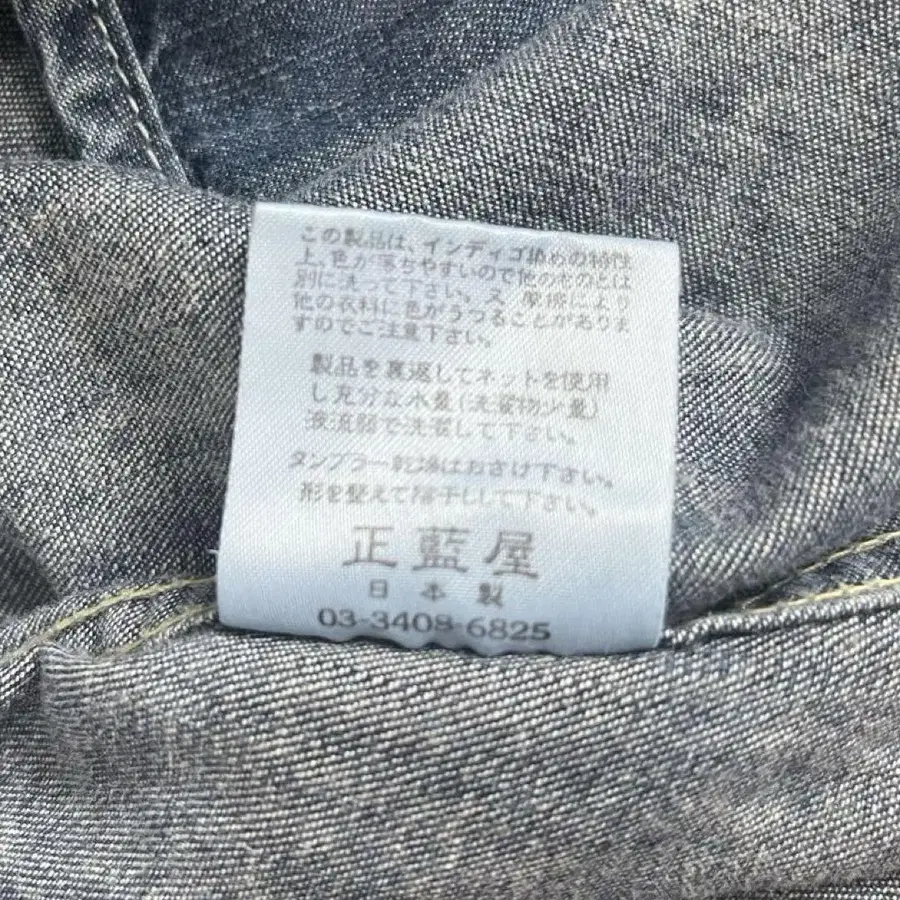 この製品は、インディゴ染めの特性
上、色が落ちやすいので他のものとは
別に洗って下さい。又、摩擦により
他の衣料に色がうつることがありま
すのでご注意下さい。
製品を裏返してネットを使用
し充分な水量(洗濯物少量)
液流弱で洗濯して下さい。
タンブラー乾燥はおさけ下さい。
形を整えて陰干しして下さい。
正藍屋
日本製
03-3408-6825